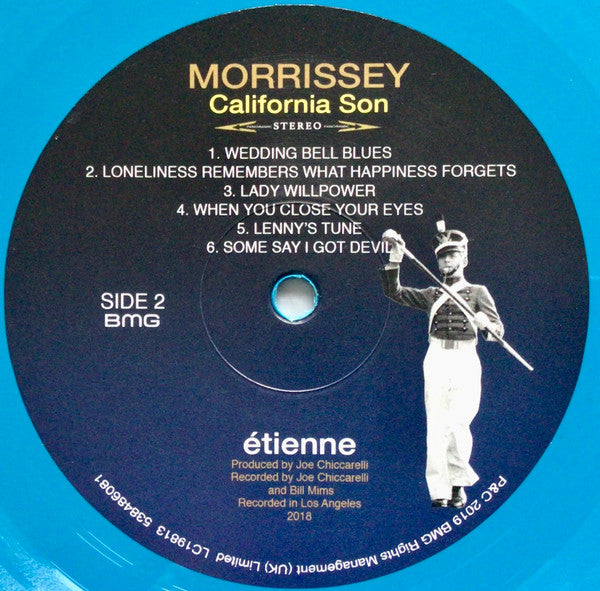 MORRISSEY
California Son
STEREO
1. WEDDING BELL BLUES
2. LONELINESS REMEMBERS WHAT HAPPINESS FORGETS
3. LADY WILLPOWER
4. WHEN YOU CLOSE YOUR EYES
5. LENNY'S TUNE
6. SOME SAY I GOT DEVIL
SIDE 2
BMG
étienne
Produced by Joe Chiccarelli
Recorded by Joe Chiccarelli
and Bill Mims
Recorded in Los Angeles
2018
P&C 2019 BMG Rights Management (UK) Limited LC19813 538486081